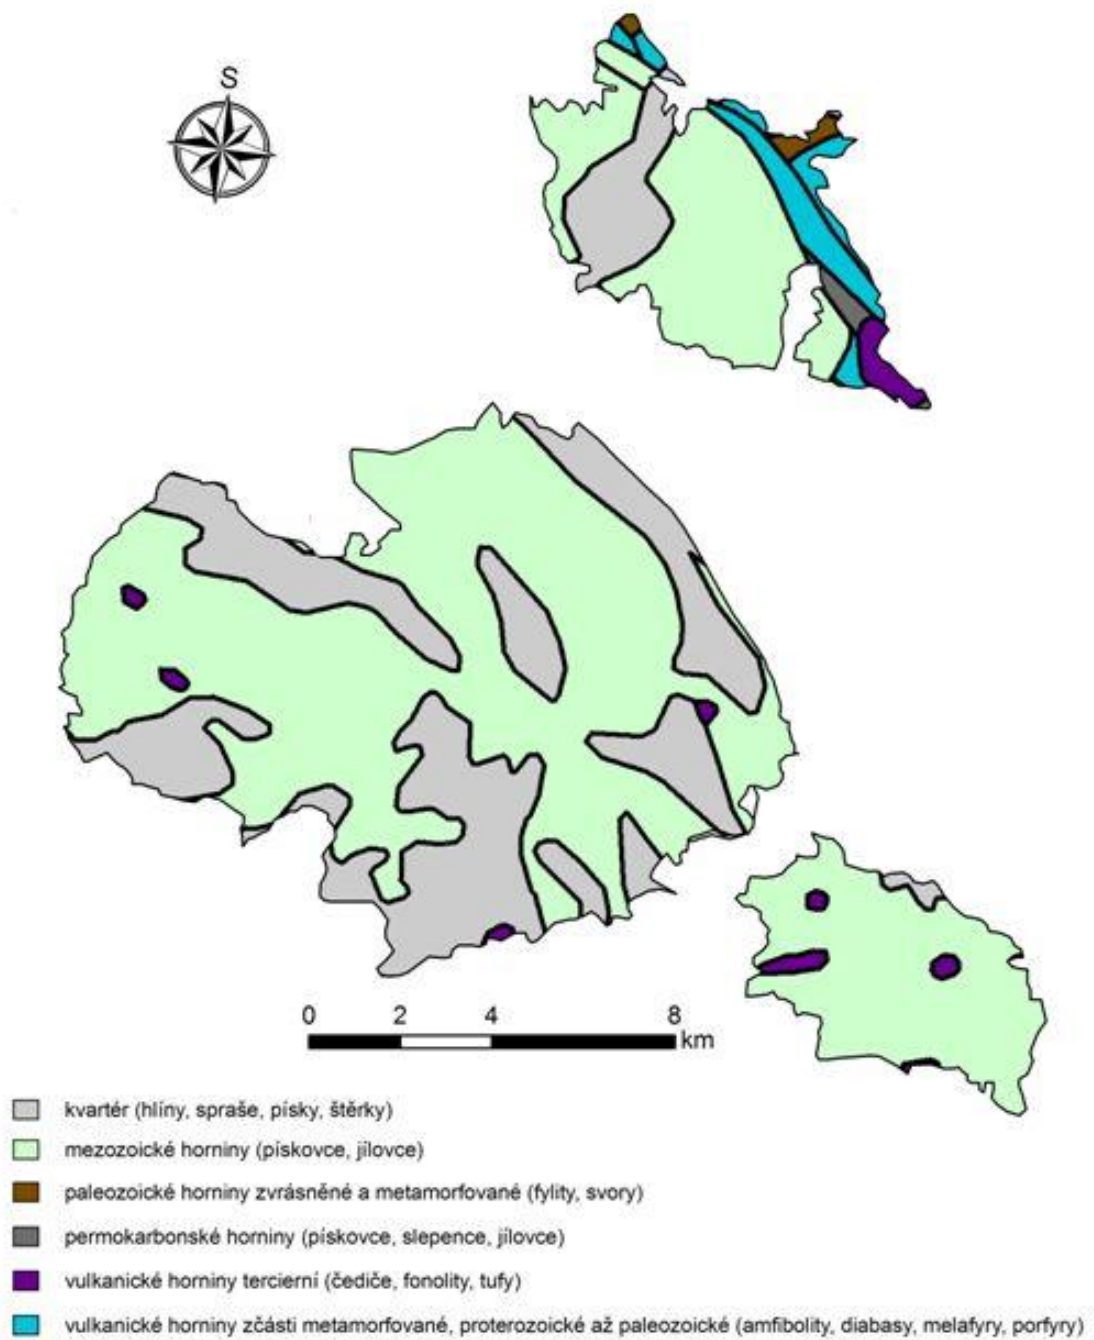 S
0 2 4 8
km
kvartér (hlíny, spraše, písky, štěrky)
mezozoické horniny (pískovce, jílovce)
paleozoické horniny zvrásněné a metamorfované (fylity, svory)
permokarbonské horniny (pískovce, slepence, jílovce)
vulkanické horniny tercierní (čediče, fonolity, tufy)
vulkanické horniny zčásti metamorfované, proterozoické až paleozoické (amfibolity, diabasy, melafyry, porfyry)